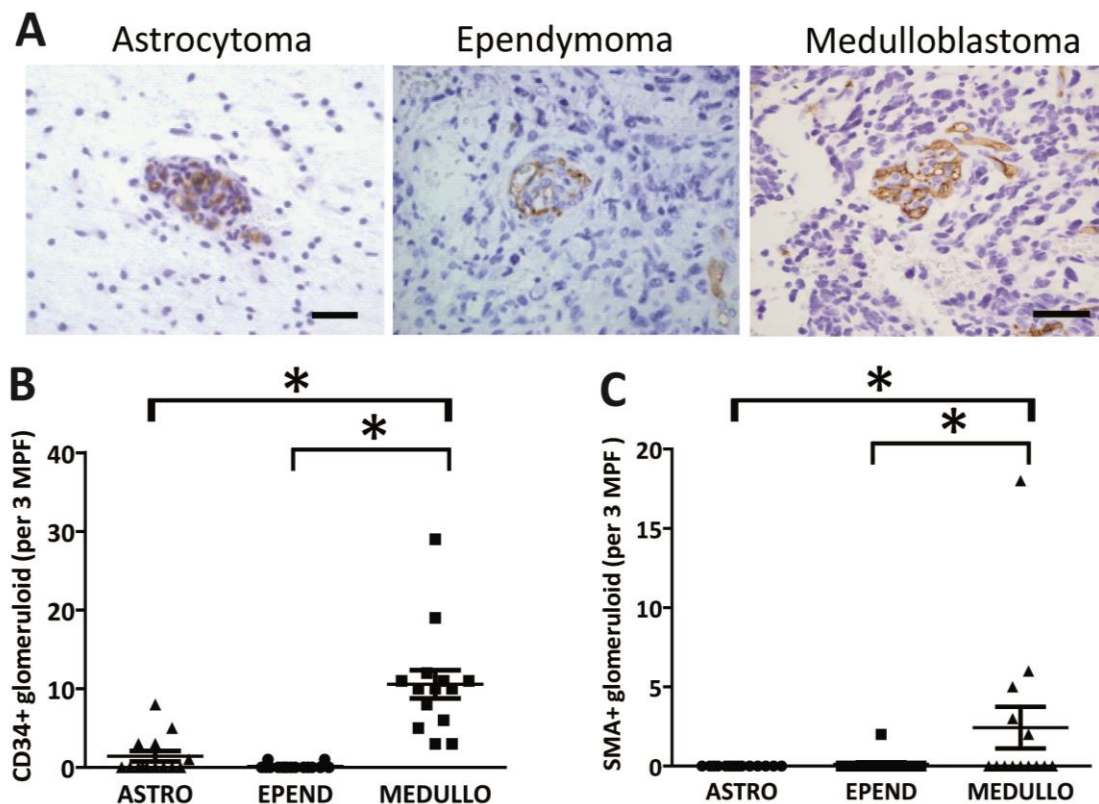 A
Astrocytoma
Ependymoma
Medulloblastoma
B
*
*
CD34+ glomeruloid (per 3 MPF)
40
30
20
10
0
ASTRO EPEND MEDULLO
C
*
*
SMA+ glomeruloid (per 3 MPF)
20
15
10
5
0
ASTRO EPEND MEDULLO